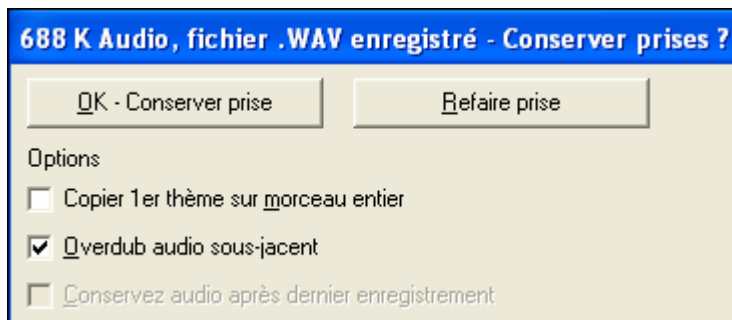 688 K Audio, fichier .WAV enregistré - Conserver prises ?
OK - Conserver prise
Refaire prise
Options
Copier 1er thème sur morceau entier
Overdub audio sous-jacent
Conservez audio après dernier enregistrement